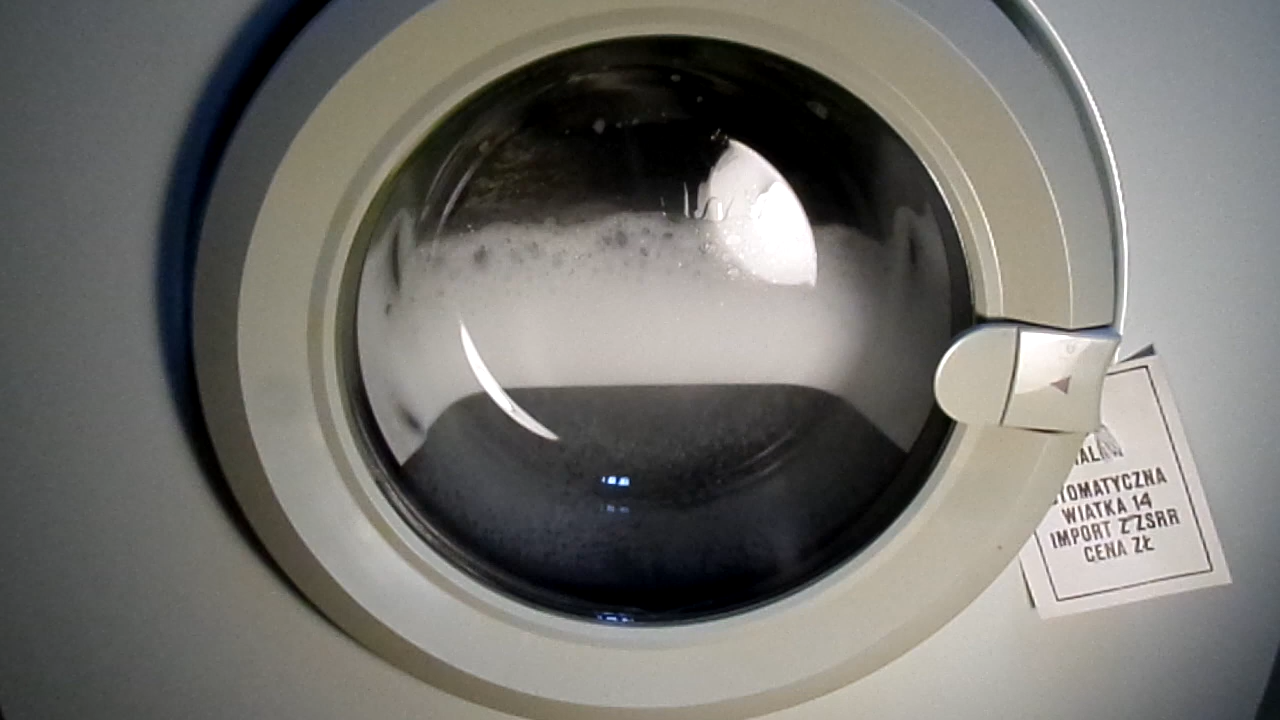 TOMATYCZNA
WIATKA 14
IMPORT Z ZSRR
CENA ZŁ